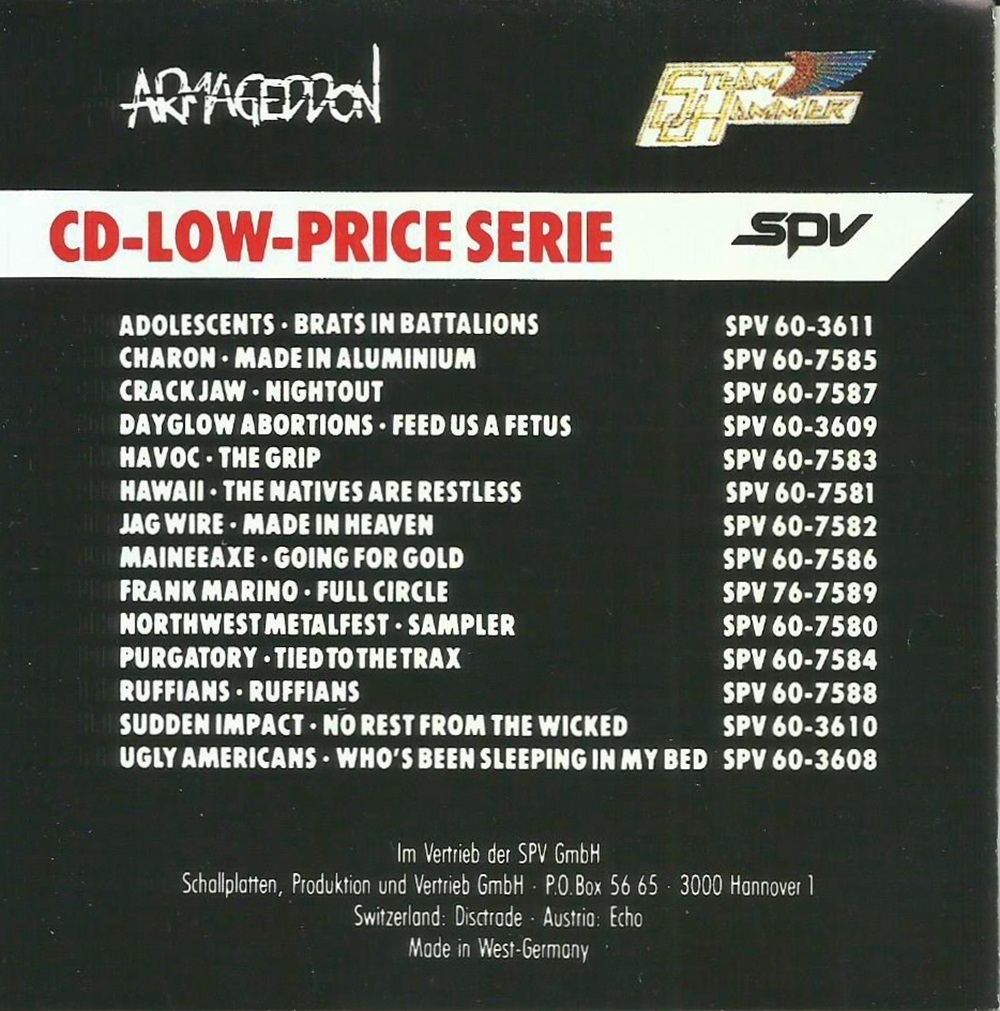 ARMAGEDDON
STEAM HAMMER
CD-LOW-PRICE SERIE spv
ADOLESCENTS · BRATS IN BATTALIONS SPV 60-3611
CHARON · MADE IN ALUMINIUM SPV 60-7585
CRACK JAW · NIGHTOUT SPV 60-7587
DAYGLOW ABORTIONS · FEED US A FETUS SPV 60-3609
HAVOC · THE GRIP SPV 60-7583
HAWAII · THE NATIVES ARE RESTLESS SPV 60-7581
JAG WIRE · MADE IN HEAVEN SPV 60-7582
MAINEEAXE · GOING FOR GOLD SPV 60-7586
FRANK MARINO · FULL CIRCLE SPV 76-7589
NORTHWEST METALFEST · SAMPLER SPV 60-7580
PURGATORY · TIED TO THE TRAX SPV 60-7584
RUFFIANS · RUFFIANS SPV 60-7588
SUDDEN IMPACT · NO REST FROM THE WICKED SPV 60-3610
UGLY AMERICANS · WHO'S BEEN SLEEPING IN MY BED SPV 60-3608
Im Vertrieb der SPV GmbH
Schallplatten, Produktion und Vertrieb GmbH · P.O.Box 56 65 · 3000 Hannover 1
Switzerland: Disctrade · Austria: Echo
Made in West-Germany